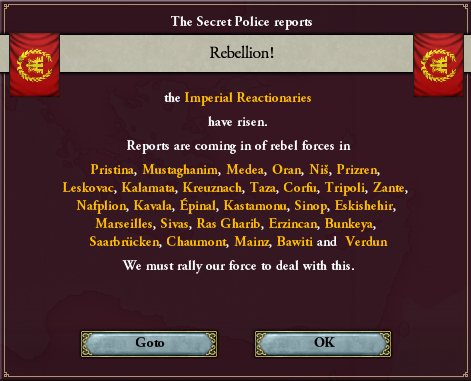 The Secret Police reports
Rebellion!
the Imperial Reactionaries
have risen.
Reports are coming in of rebel forces in
Pristina, Mustaghanim, Medea, Oran, Niš, Prizren,
Leskovac, Kalamata, Kreuznach, Taza, Corfu, Tripoli, Zante,
Nafplion, Kavala, Épinal, Kastamonu, Sinop, Eskishehir,
Marseilles, Sivas, Ras Gharib, Erzincan, Bunkeya,
Saarbrücken, Chaumont, Mainz, Bawiti and Verdun
We must rally our force to deal with this.
Goto
OK